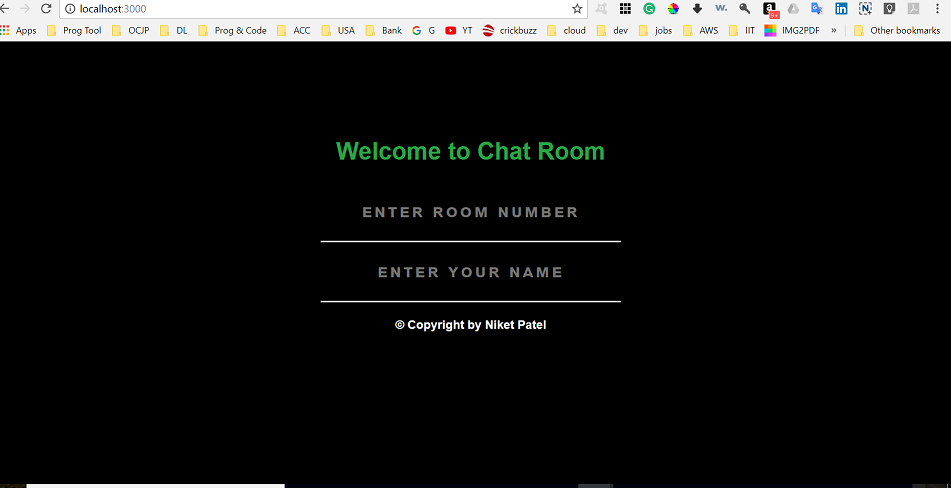 localhost:3000
Apps Prog Tool OCJP DL Prog & Code ACC USA Bank G YT crickbuzz cloud dev jobs AWS IIT IMG2PDF » Other bookmarks
Welcome to Chat Room
ENTER ROOM NUMBER
ENTER YOUR NAME
© Copyright by Niket Patel